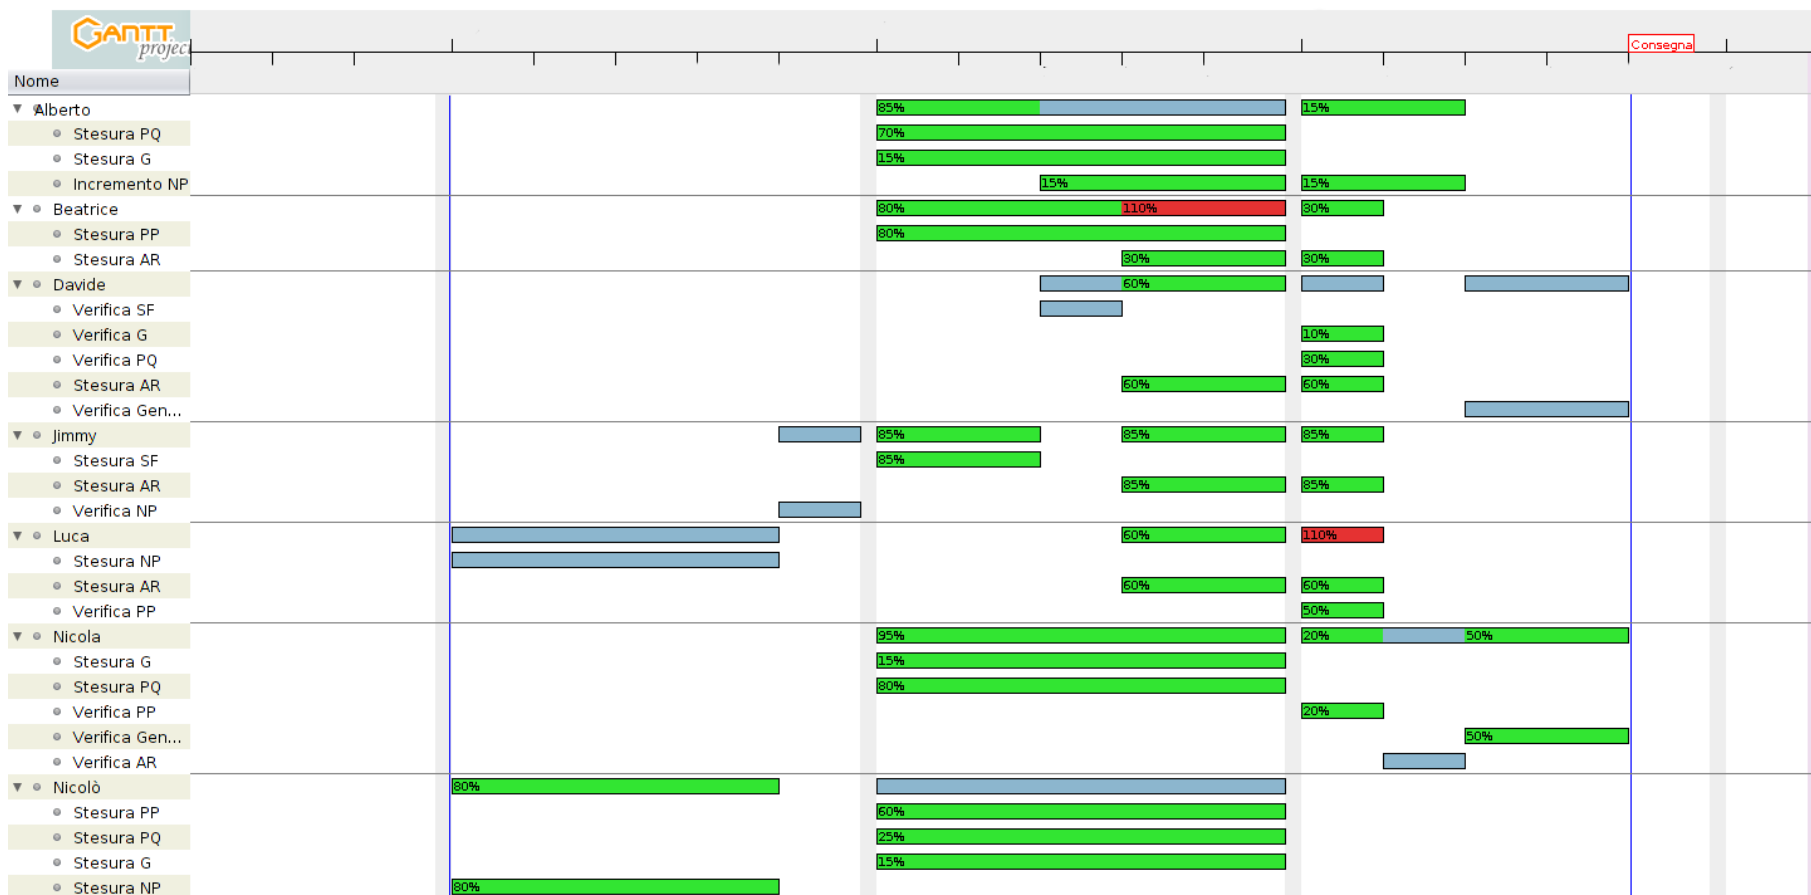 GANTT
project
Consegna
Nome
Alberto 85% 15%
Stesura PQ 70%
Stesura G 15%
Incremento NP 15% 15%
Beatrice 80% 110% 30%
Stesura PP 80%
Stesura AR 30% 30%
Davide 60%
Verifica SF
Verifica G 10%
Verifica PQ 30%
Stesura AR 60% 60%
Verifica Gen...
Jimmy 85% 85% 85%
Stesura SF 85%
Stesura AR 85% 85%
Verifica NP
Luca 60% 110%
Stesura NP
Stesura AR 60% 60%
Verifica PP 50%
Nicola 95% 20% 50%
Stesura G 15%
Stesura PQ 80%
Verifica PP 20%
Verifica Gen... 50%
Verifica AR
Nicolò 80%
Stesura PP 60%
Stesura PQ 25%
Stesura G 15%
Stesura NP 80%